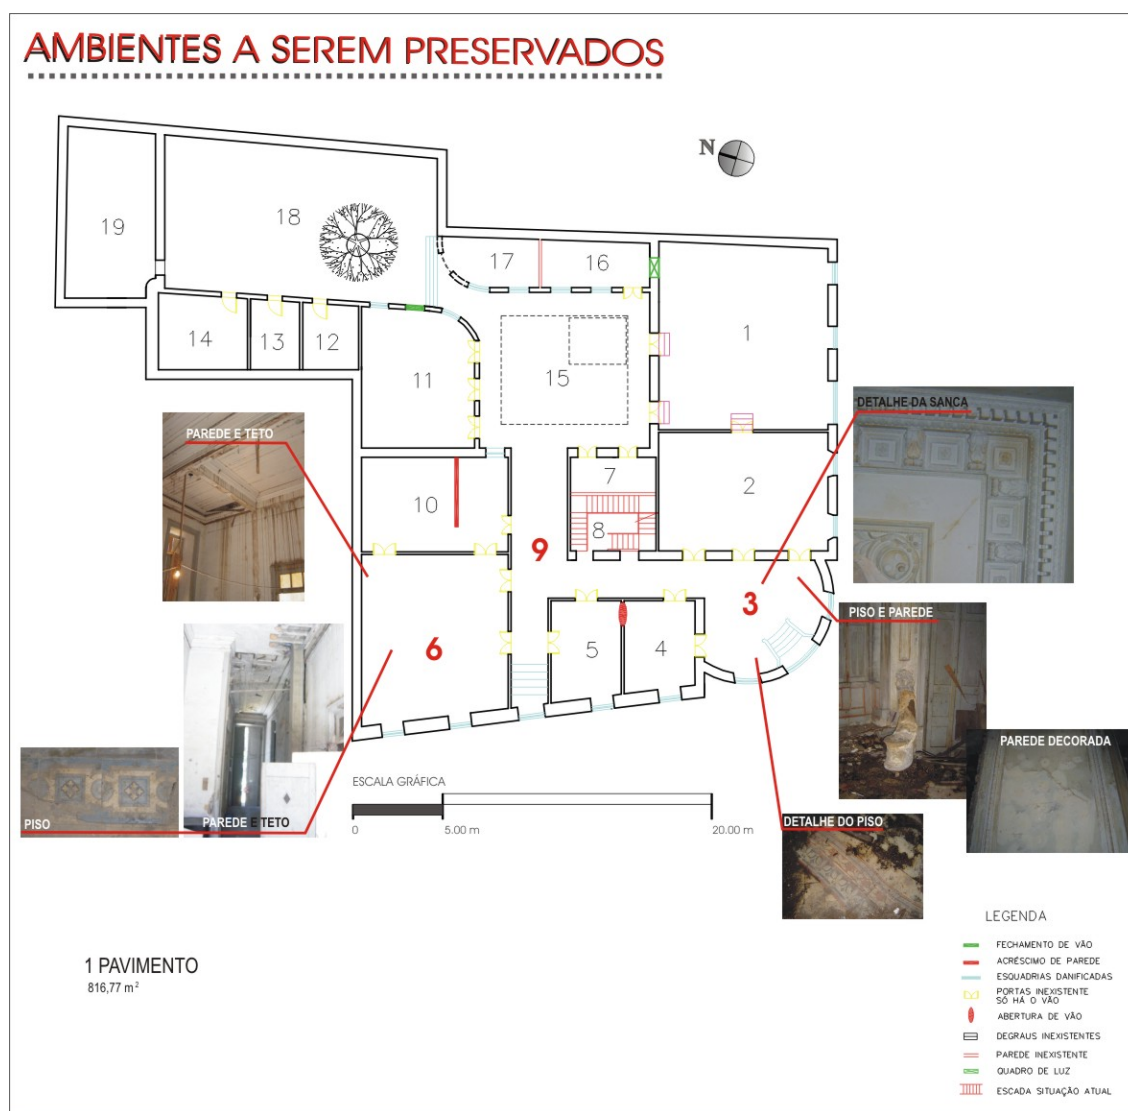 AMBIENTES A SEREM PRESERVADOS
N
19
18
17
16
1
14
13
12
11
15
DETALHE DA SANCA
PAREDE E TETO
10
7
2
8
9
3
PISO E PAREDE
6
5
4
PAREDE DECORADA
ESCALA GRÁFICA
PISO
PAREDE E TETO
0
5.00 m
20.00 m
DETALHE DO PISO
1 PAVIMENTO
816,77 m²
LEGENDA
FECHAMENTO DE VÃO
ACRÉSCIMO DE PAREDE
ESQUADRIAS DANIFICADAS
PORTAS INEXISTENTE
SÓ HÁ O VÃO
ABERTURA DE VÃO
DEGRAUS INEXISTENTES
PAREDE INEXISTENTE
QUADRO DE LUZ
ESCADA SITUAÇÃO ATUAL